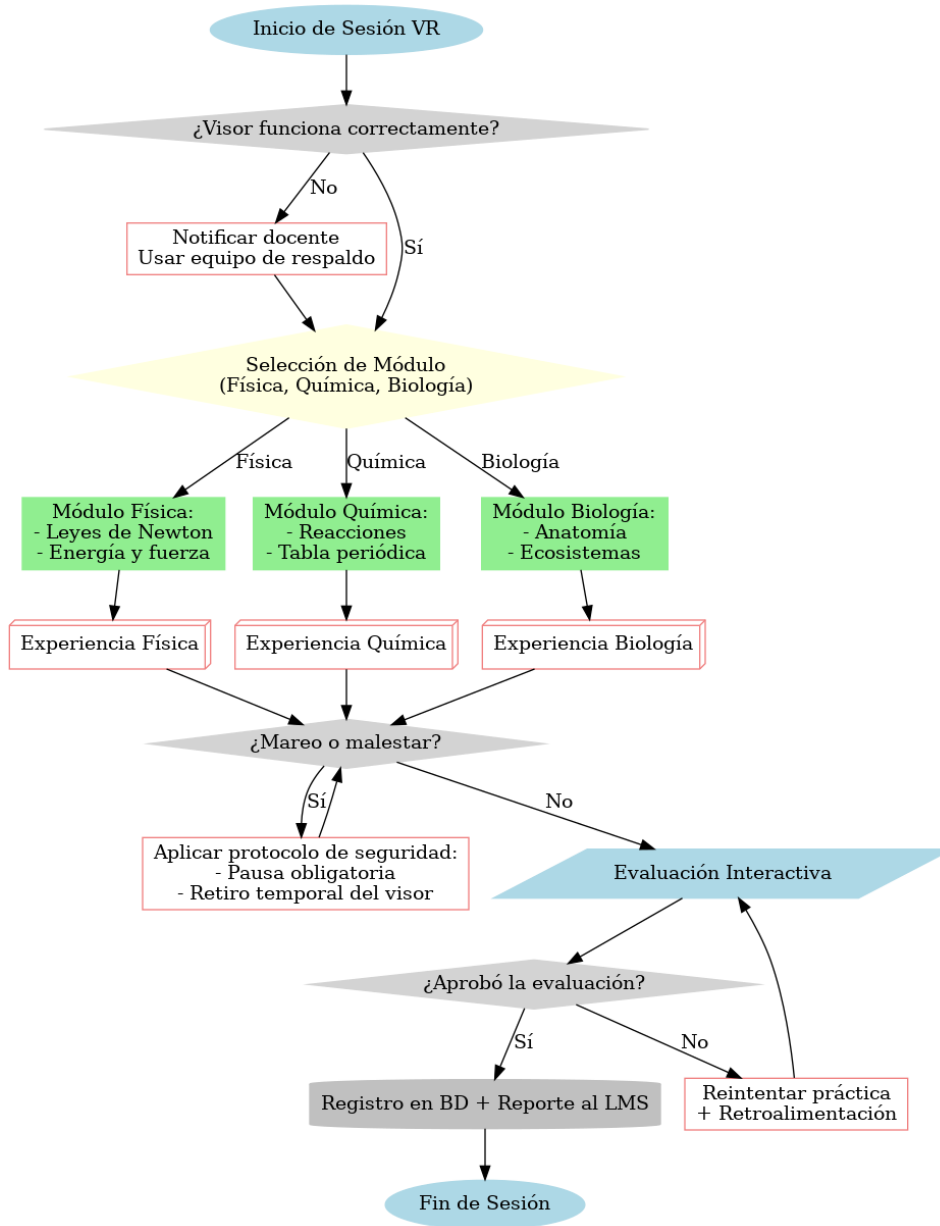 Inicio de Sesión VR
¿Visor funciona correctamente?
No
Notificar docente
Usar equipo de respaldo
Sí
Selección de Módulo
(Física, Química, Biología)
Física
Química
Biología
Módulo Física:
- Leyes de Newton
- Energía y fuerza
Módulo Química:
- Reacciones
- Tabla periódica
Módulo Biología:
- Anatomía
- Ecosistemas
Experiencia Física
Experiencia Química
Experiencia Biología
¿Mareo o malestar?
Sí
No
Aplicar protocolo de seguridad:
- Pausa obligatoria
- Retiro temporal del visor
Evaluación Interactiva
¿Aprobó la evaluación?
Sí
No
Registro en BD + Reporte al LMS
Reintentar práctica
+ Retroalimentación
Fin de Sesión